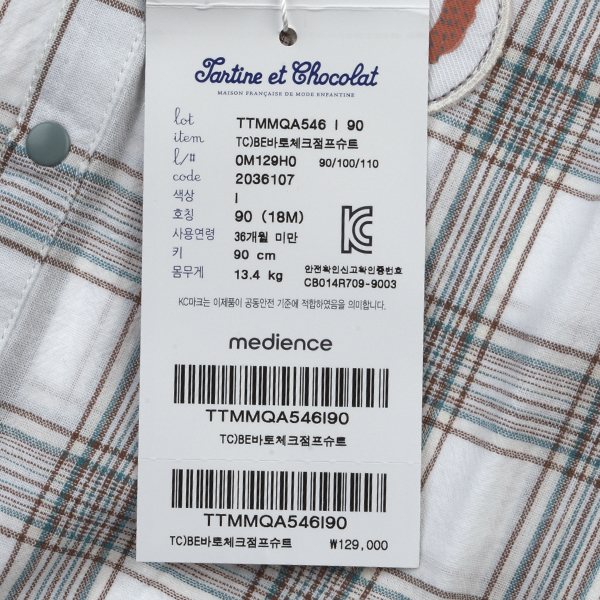 Tartine et Chocolat
MAISON FRANÇAISE DE MODE ENFANTINE
lot TTMMQA546 I 90
item TC)BE바토체크점프슈트
l/# 0M129H0 90/100/110
code 2036107
색상 I
호칭 90 (18M)
사용연령 36개월 미만
키 90 cm
몸무게 13.4 kg
안전확인신고확인증번호
CB014R709-9003
KC마크는 이제품이 공통안전 기준에 적합하였음을 의미합니다.
medience
TTMMQA546I90
TC)BE바토체크점프슈트
TTMMQA546I90
TC)BE바토체크점프슈트 ₩129,000